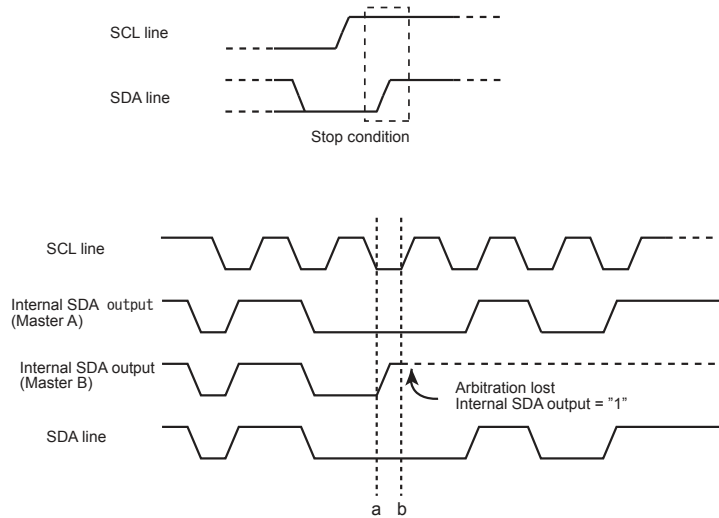 SCL line
SDA line
Stop condition
SCL line
Internal SDA output
(Master A)
Internal SDA output
(Master B)
Arbitration lost
Internal SDA output = ”1”
SDA line
a b